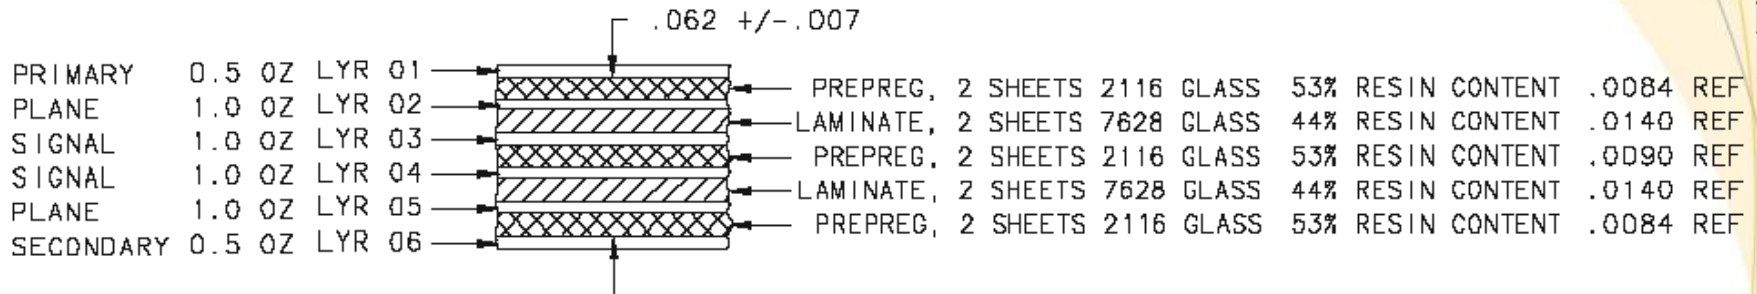 .062 +/-.007
PRIMARY 0.5 OZ LYR 01
PREPREG, 2 SHEETS 2116 GLASS 53% RESIN CONTENT .0084 REF
PLANE 1.0 OZ LYR 02
LAMINATE, 2 SHEETS 7628 GLASS 44% RESIN CONTENT .0140 REF
SIGNAL 1.0 OZ LYR 03
PREPREG, 2 SHEETS 2116 GLASS 53% RESIN CONTENT .0090 REF
SIGNAL 1.0 OZ LYR 04
LAMINATE, 2 SHEETS 7628 GLASS 44% RESIN CONTENT .0140 REF
PLANE 1.0 OZ LYR 05
PREPREG, 2 SHEETS 2116 GLASS 53% RESIN CONTENT .0084 REF
SECONDARY 0.5 OZ LYR 06